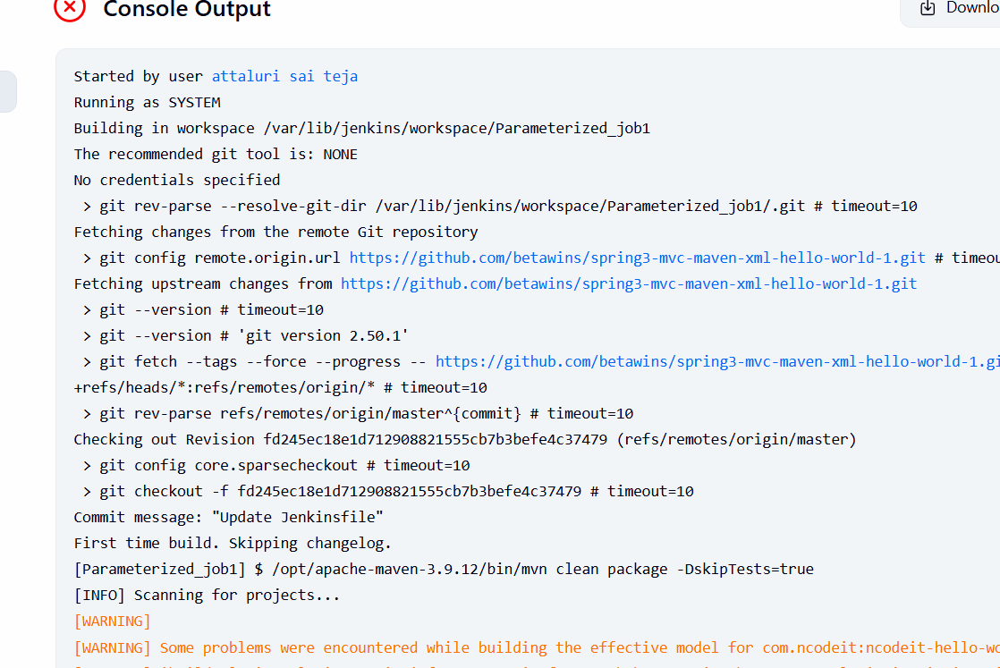 Console Output
Downlo
Started by user attaluri sai teja
Running as SYSTEM
Building in workspace /var/lib/jenkins/workspace/Parameterized_job1
The recommended git tool is: NONE
No credentials specified
> git rev-parse --resolve-git-dir /var/lib/jenkins/workspace/Parameterized_job1/.git # timeout=10
Fetching changes from the remote Git repository
> git config remote.origin.url https://github.com/betawins/spring3-mvc-maven-xml-hello-world-1.git # timeou
Fetching upstream changes from https://github.com/betawins/spring3-mvc-maven-xml-hello-world-1.git
> git --version # timeout=10
> git --version # 'git version 2.50.1'
> git fetch --tags --force --progress -- https://github.com/betawins/spring3-mvc-maven-xml-hello-world-1.gi
+refs/heads/*:refs/remotes/origin/* # timeout=10
> git rev-parse refs/remotes/origin/master^{commit} # timeout=10
Checking out Revision fd245ec18e1d712908821555cb7b3befe4c37479 (refs/remotes/origin/master)
> git config core.sparsecheckout # timeout=10
> git checkout -f fd245ec18e1d712908821555cb7b3befe4c37479 # timeout=10
Commit message: "Update Jenkinsfile"
First time build. Skipping changelog.
[Parameterized_job1] $ /opt/apache-maven-3.9.12/bin/mvn clean package -DskipTests=true
[INFO] Scanning for projects...
[WARNING]
[WARNING] Some problems were encountered while building the effective model for com.ncodeit:ncodeit-hello-wo